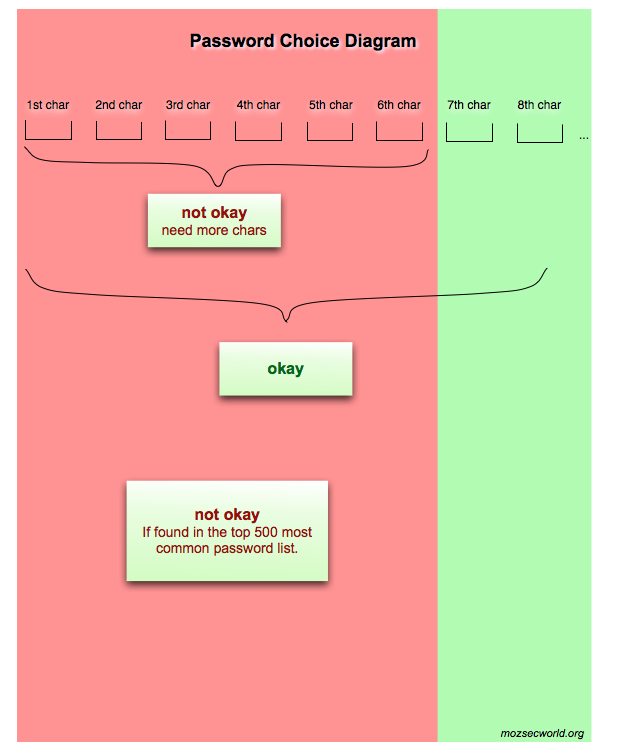 Password Choice Diagram
1st char 2nd char 3rd char 4th char 5th char 6th char 7th char 8th char
...
not okay
need more chars
okay
not okay
If found in the top 500 most
common password list.
mozsecworld.org